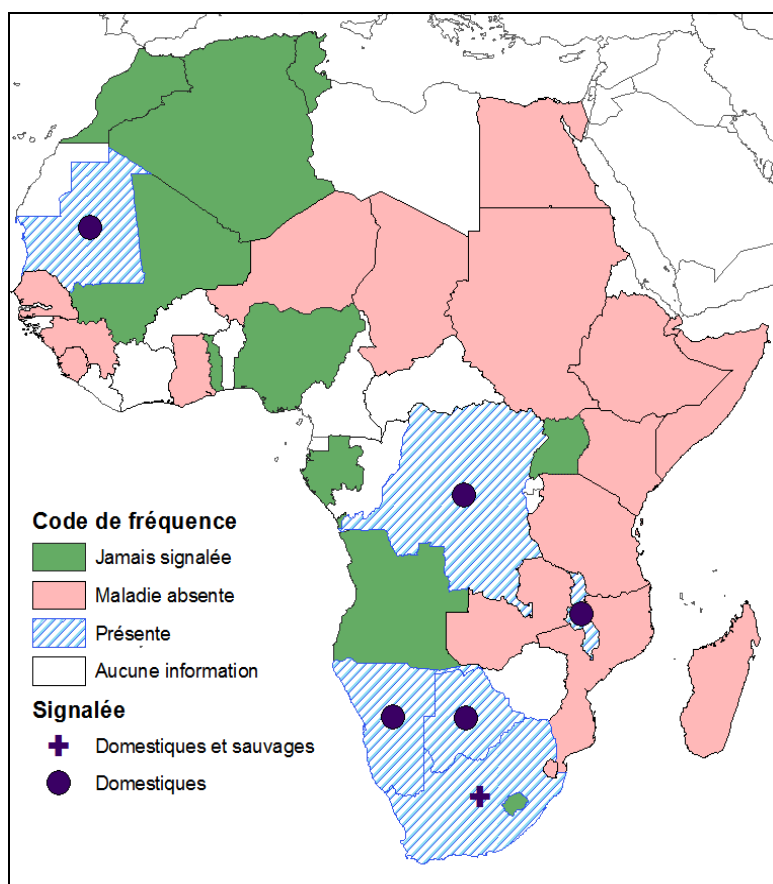 Code de fréquence
Jamais signalée
Maladie absente
Présente
Aucune information
Signalée
Domestiques et sauvages
Domestiques